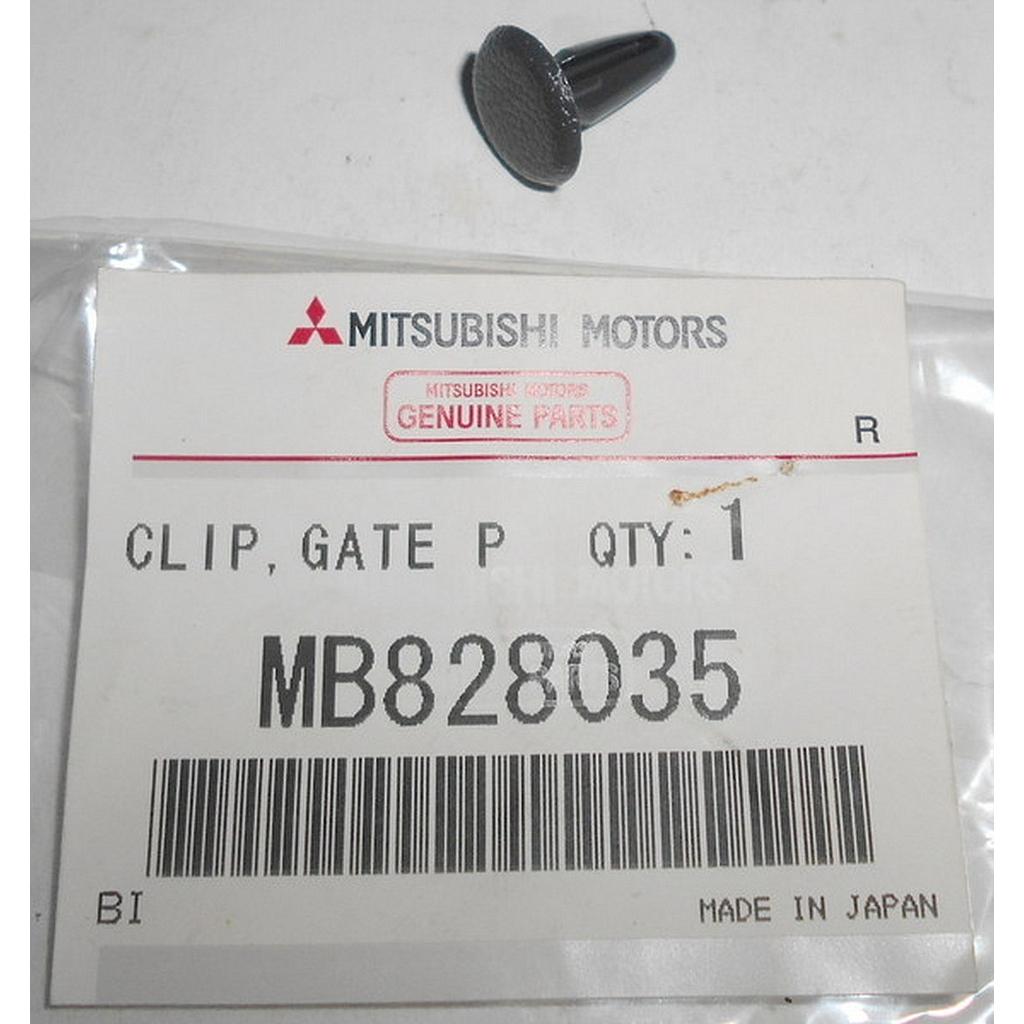 MITSUBISHI MOTORS
MITSUBISHI MOTORS
GENUINE PARTS
R
CLIP, GATE P QTY: 1
MB828035
BI MADE IN JAPAN